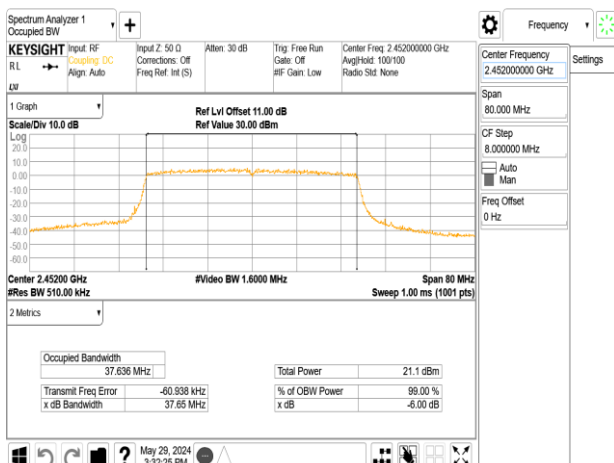 Spectrum Analyzer 1
Occupied BW
+
Frequency
KEYSIGHT
Input: RF
Input Z: 50 Ω
Atten: 30 dB
Trig: Free Run
Center Freq: 2.452000000 GHz
RL
Coupling: DC
Corrections: Off
Gate: Off
Avg|Hold: 100/100
Align: Auto
Freq Ref: Int (S)
#IF Gain: Low
Radio Std: None
Center Frequency
2.452000000 GHz
Settings
Span
80.000 MHz
CF Step
8.000000 MHz
Auto
Man
Freq Offset
0 Hz
1 Graph
Ref Lvl Offset 11.00 dB
Scale/Div 10.0 dB
Ref Value 30.00 dBm
Log
20.0
10.0
0.00
-10.0
-20.0
-30.0
-40.0
-50.0
-60.0
Center 2.45200 GHz
#Video BW 1.6000 MHz
Span 80 MHz
#Res BW 510.00 kHz
Sweep 1.00 ms (1001 pts)
2 Metrics
Occupied Bandwidth
37.636 MHz
Total Power
21.1 dBm
Transmit Freq Error
-60.938 kHz
% of OBW Power
99.00 %
x dB Bandwidth
37.65 MHz
x dB
-6.00 dB
?
May 29, 2024
3:32:25 PM